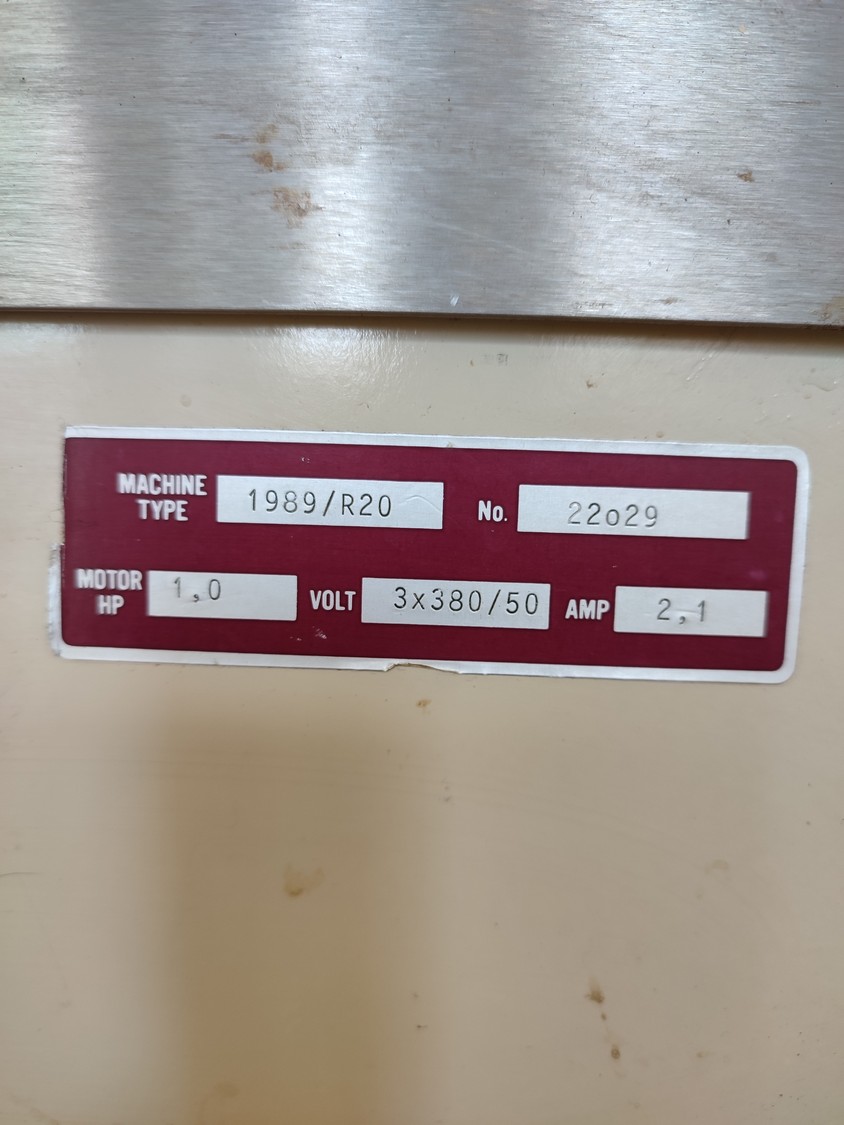 MACHINE TYPE 1989/R20 No. 22o29
MOTOR HP 1,0 VOLT 3x380/50 AMP 2,1